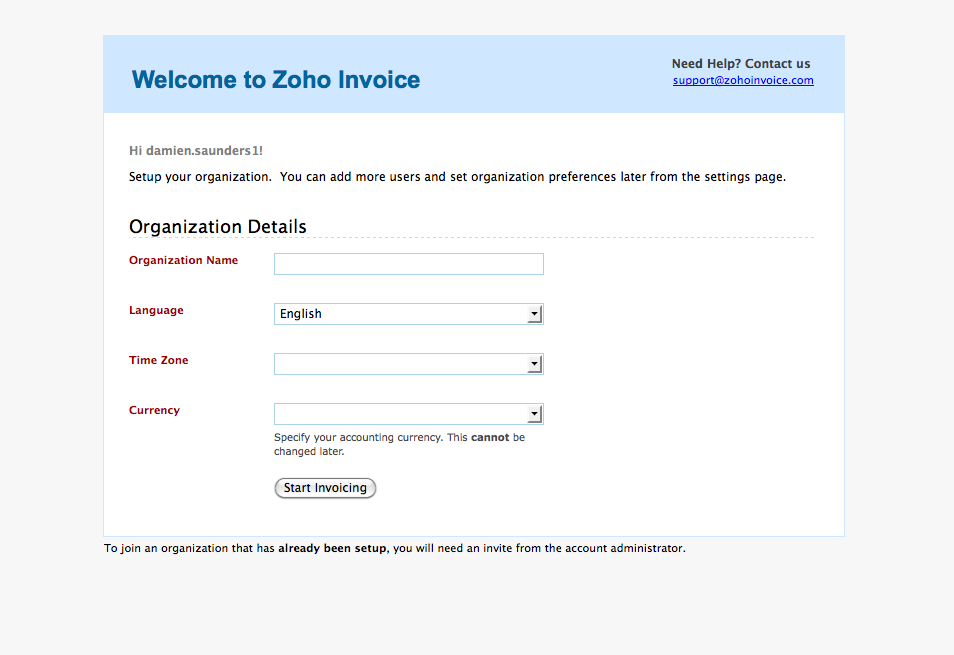 Welcome to Zoho Invoice
Need Help? Contact us
support@zohoinvoice.com
Hi damien.saunders1!
Setup your organization.  You can add more users and set organization preferences later from the settings page.
Organization Details
Organization Name
Language
English
Time Zone
Currency
Specify your accounting currency. This cannot be
changed later.
Start Invoicing
To join an organization that has already been setup, you will need an invite from the account administrator.